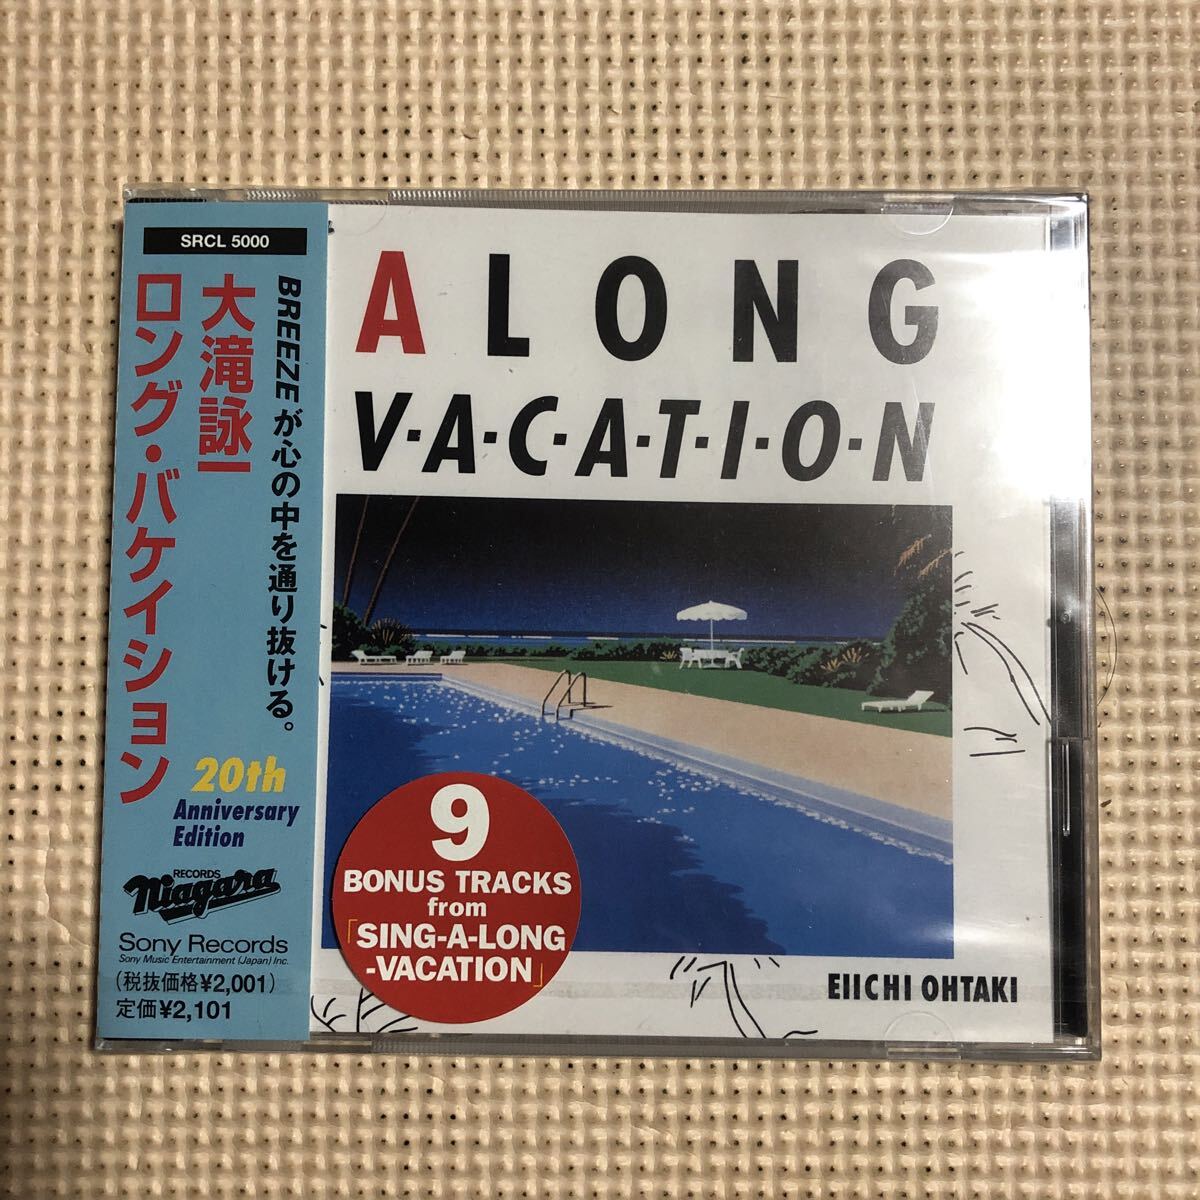 SRCL 5000
BREEZEが心の中を通り抜ける。
大滝詠一
ロング・バケイション
20th
Anniversary
Edition
RECORDS
Niagara
Sony Records
Sony Music Entertainment (Japan) Inc.
(税抜価格¥2,001)
定価¥2,101
A LONG
V·A·C·A·T·I·O·N
9
BONUS TRACKS
from
「SING-A-LONG
-VACATION」
EIICHI OHTAKI